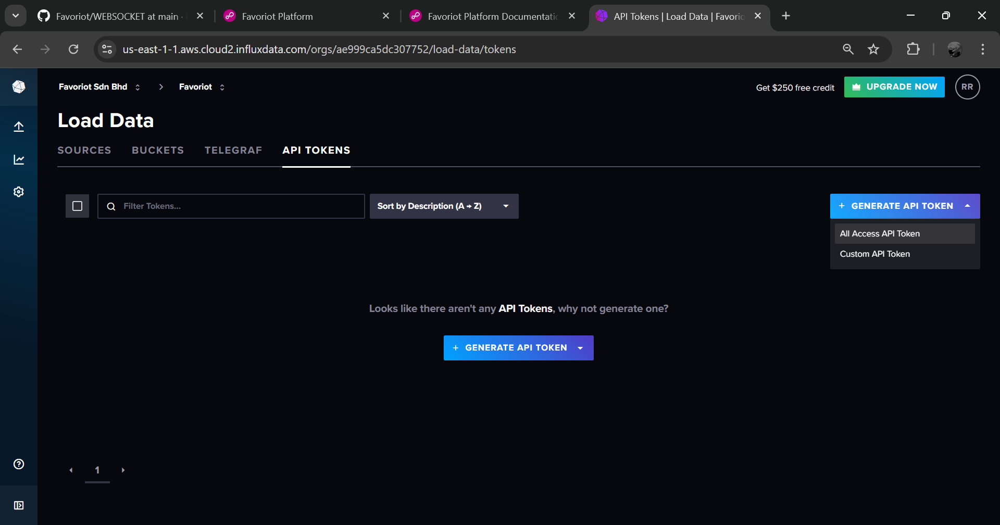 Favoriot/WEBSOCKET at main ·
Favoriot Platform
Favoriot Platform Documentatio
API Tokens | Load Data | Favorio
us-east-1-1.aws.cloud2.influxdata.com/orgs/ae999ca5dc307752/load-data/tokens
Favoriot Sdn Bhd
Favoriot
Get $250 free credit
UPGRADE NOW
RR
Load Data
SOURCES
BUCKETS
TELEGRAF
API TOKENS
Filter Tokens...
Sort by Description (A → Z)
+ GENERATE API TOKEN
All Access API Token
Custom API Token
Looks like there aren't any API Tokens, why not generate one?
+ GENERATE API TOKEN
1